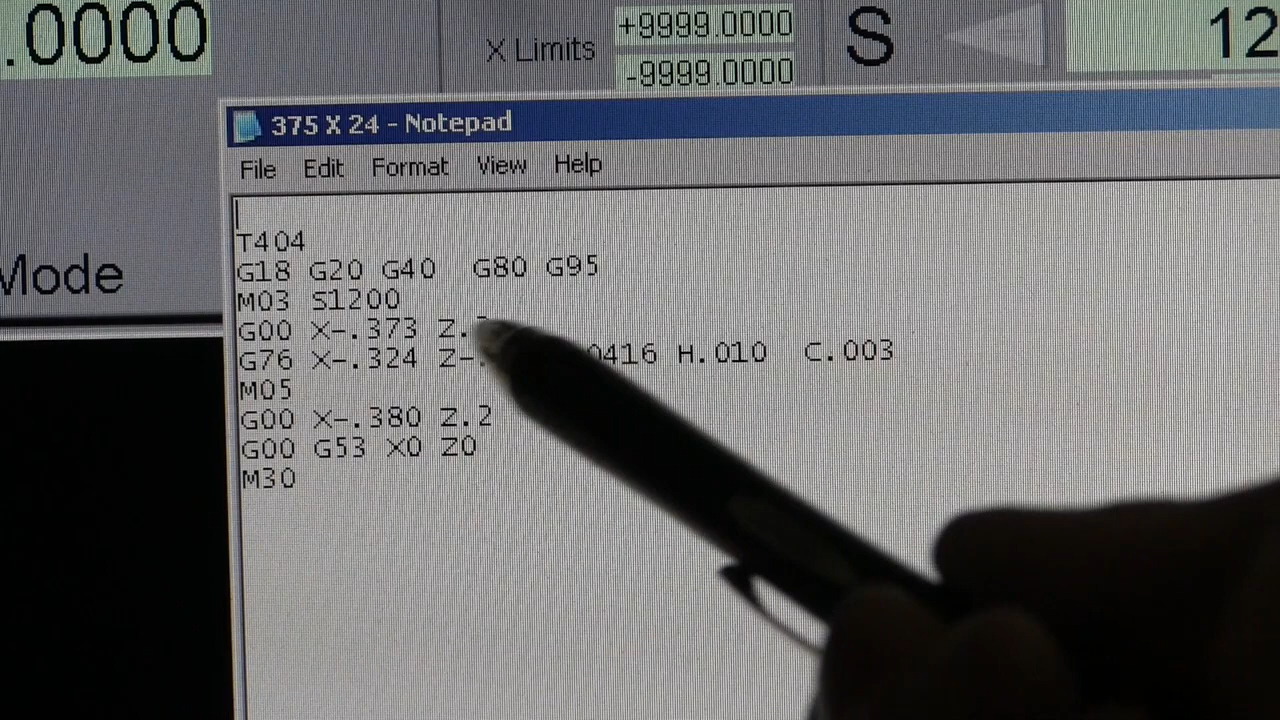 .0000
X Limits
+9999.0000
-9999.0000
S
12
Mode
375 X 24 - Notepad
File Edit Format View Help
T404
G18 G20 G40 G80 G95
M03 S1200
G00 X-.373 Z.
G76 X-.324 Z-. 0416 H.010 C.003
M05
G00 X-.380 Z.2
G00 G53 X0 Z0
M30